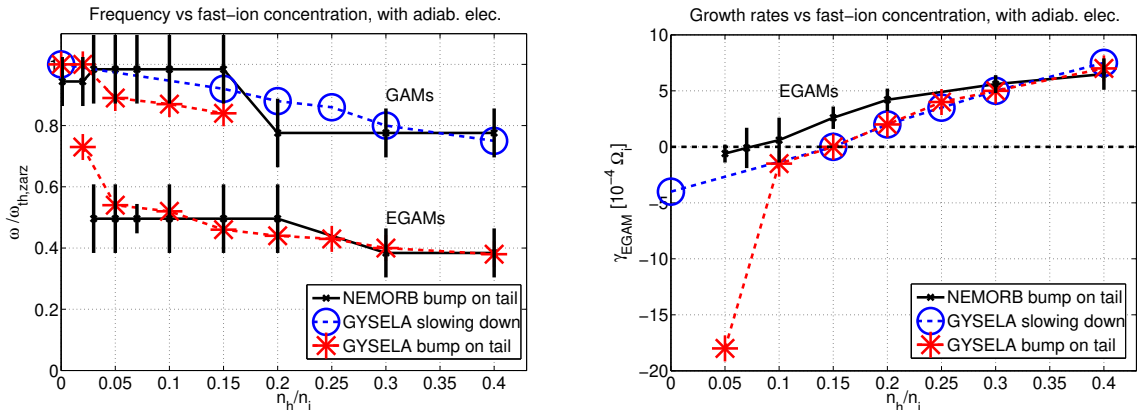 Frequency vs fast−ion concentration, with adiab. elec.
1
0.8
0.6
0.4
0.2
0
0
0.05
0.1
0.15
0.2
0.25
0.3
0.4
ω/ω_th,zarz
n_h/n_i
GAMs
EGAMs
NEMORB bump on tail
GYSELA slowing down
GYSELA bump on tail
Growth rates vs fast−ion concentration, with adiab. elec.
10
5
0
−5
−10
−15
−20
0
0.05
0.1
0.15
0.2
0.25
0.3
0.4
γ_EGAM [10^−4 Ω_i]
n_h/n_i
EGAMs
NEMORB bump on tail
GYSELA slowing down
GYSELA bump on tail